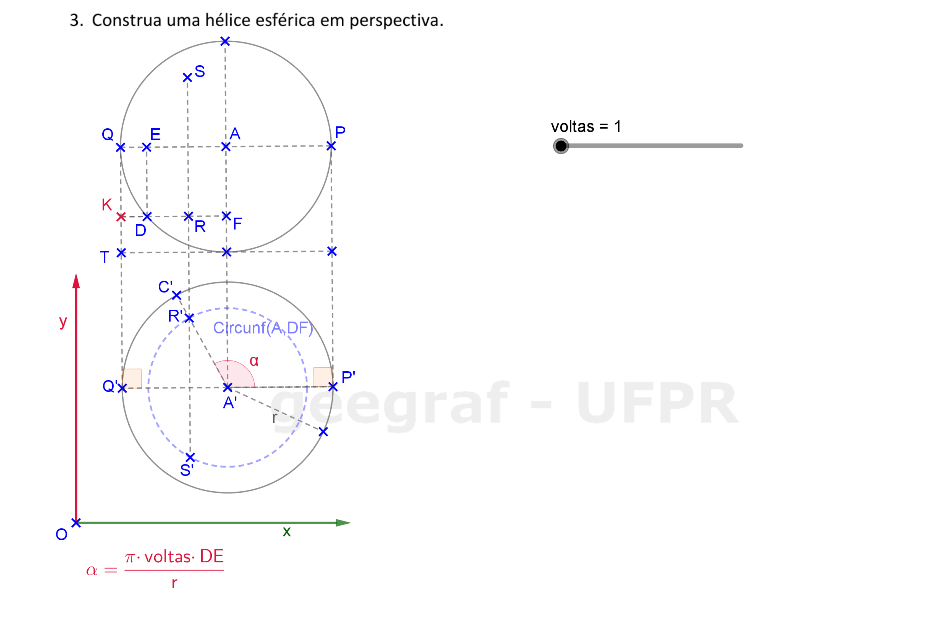 3. Construa uma hélice esférica em perspectiva.
S
Q E A P
voltas = 1
K
D R F
T
C'
R' Circunf(A,DF)
y
α
Q' P'
A'
geegraf - UFPR
r
S'
O x
α = π· voltas· DE
r